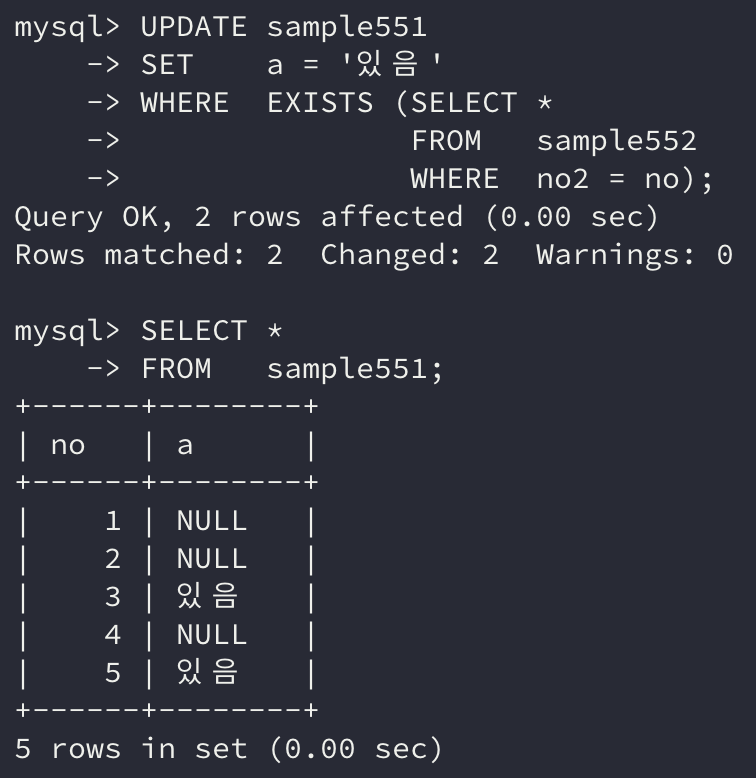 mysql> UPDATE sample551
    -> SET    a = '있음'
    -> WHERE  EXISTS (SELECT *
    ->                FROM   sample552
    ->                WHERE  no2 = no);
Query OK, 2 rows affected (0.00 sec)
Rows matched: 2  Changed: 2  Warnings: 0

mysql> SELECT *
    -> FROM   sample551;
+------+--------+
| no   | a      |
+------+--------+
|    1 | NULL   |
|    2 | NULL   |
|    3 | 있음   |
|    4 | NULL   |
|    5 | 있음   |
+------+--------+
5 rows in set (0.00 sec)